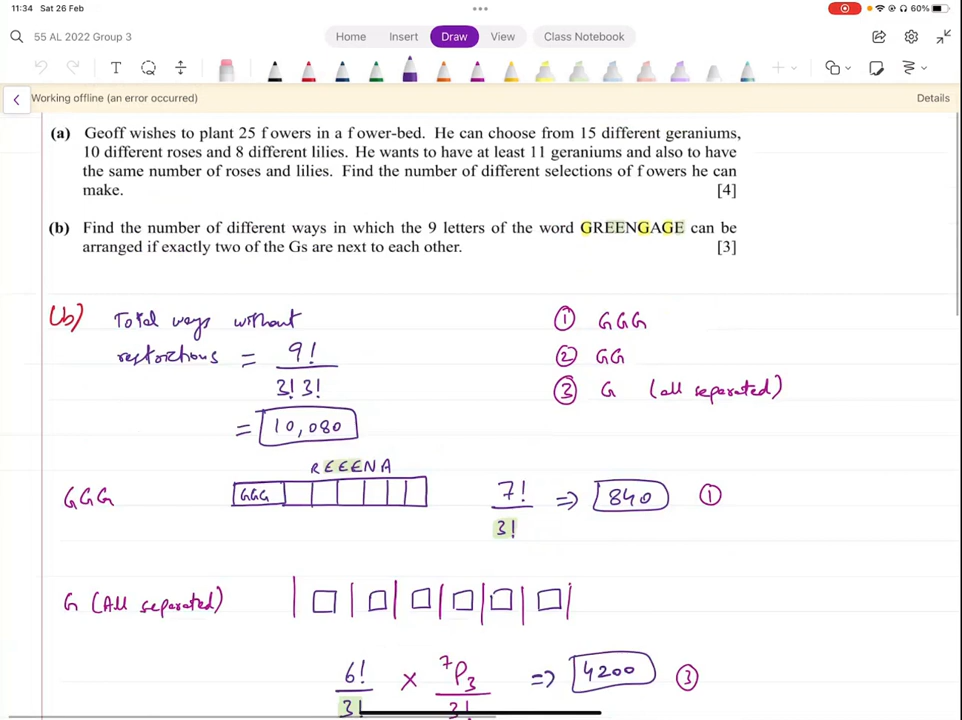 11:34 Sat 26 Feb
60%
55 AL 2022 Group 3
Home Insert Draw View Class Notebook
Working offline (an error occurred)
Details
(a) Geoff wishes to plant 25 f owers in a f ower-bed. He can choose from 15 different geraniums,
10 different roses and 8 different lilies. He wants to have at least 11 geraniums and also to have
the same number of roses and lilies. Find the number of different selections of f owers he can
make. [4]
(b) Find the number of different ways in which the 9 letters of the word GREENGAGE can be
arranged if exactly two of the Gs are next to each other. [3]
(b) Total ways without
restrictions = 9!
3! 3!
= 10,080
① GGG
② GG
③ G (all separated)
R E E E N A
GGG GGG 7! => 840 ①
3!
G (All separated)
6! × ⁷P₃ => 4200 ③
3! 3!